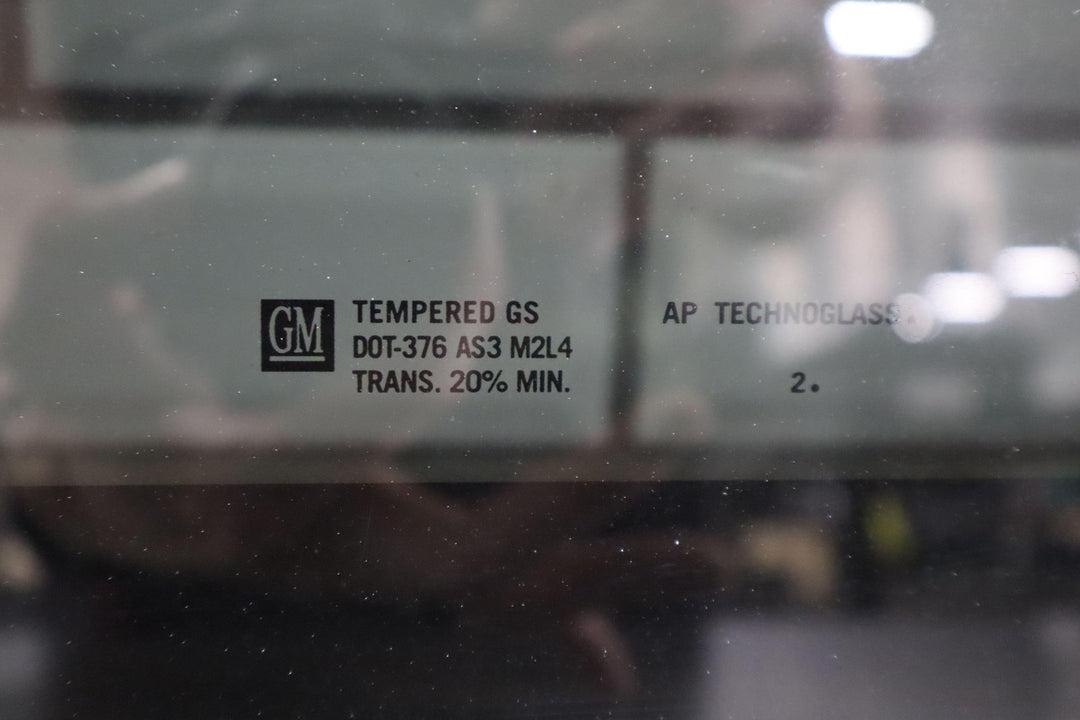 GM
TEMPERED GS
DOT-376 AS3 M2L4
TRANS. 20% MIN.
AP TECHNOGLASS
2.